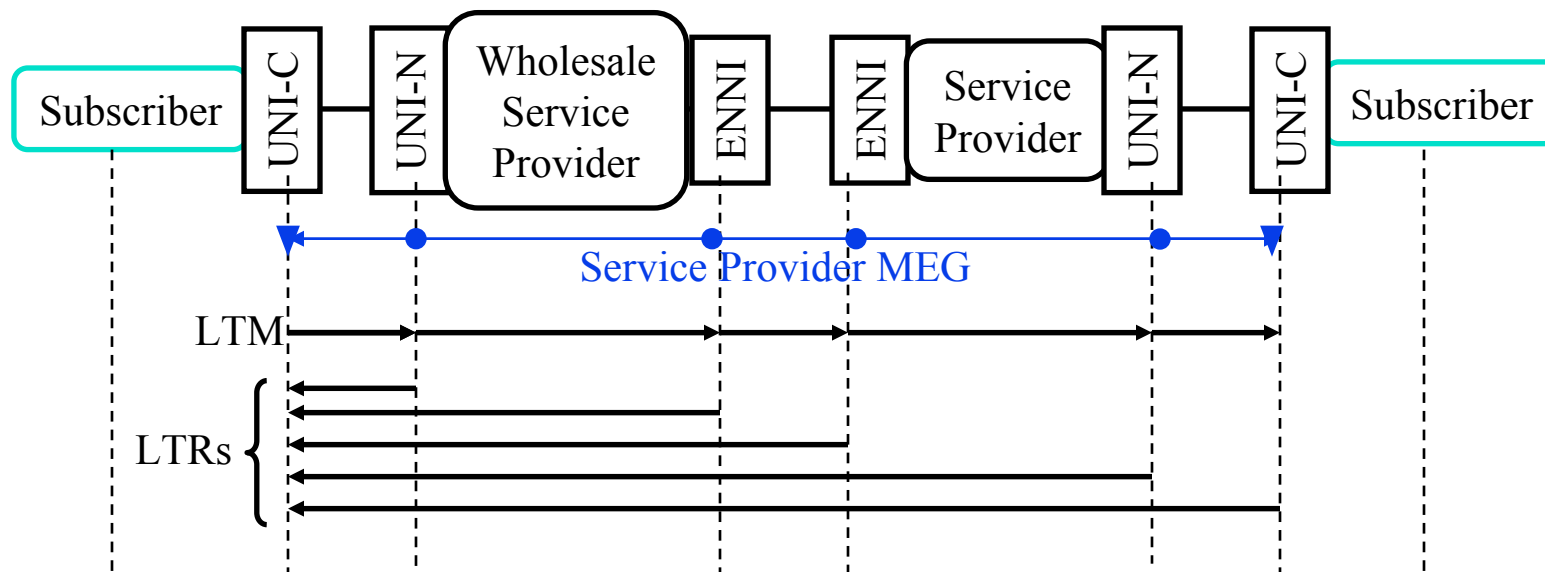 Subscriber
UNI-C
UNI-N
Wholesale
Service
Provider
ENNI
ENNI
Service
Provider
UNI-N
UNI-C
Subscriber
Service Provider MEG
LTM
LTRs